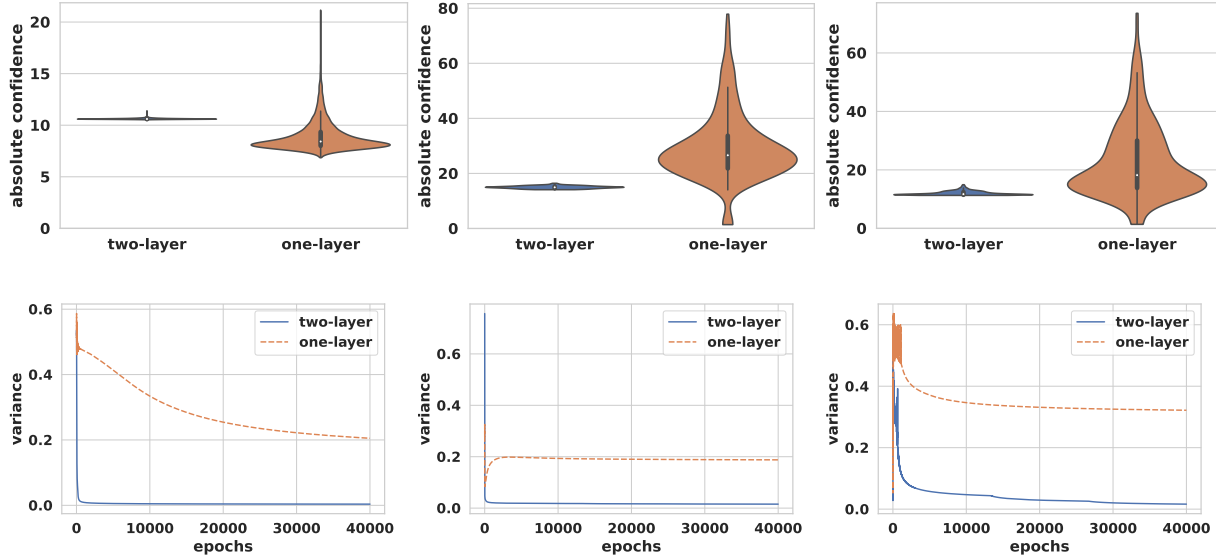 absolute confidence
20
15
10
5
0
two-layer
one-layer
absolute confidence
80
60
40
20
0
two-layer
one-layer
absolute confidence
60
40
20
0
two-layer
one-layer
variance
0.6
0.4
0.2
0.0
two-layer
one-layer
0 10000 20000 30000 40000
epochs
variance
0.6
0.4
0.2
0.0
two-layer
one-layer
0 10000 20000 30000 40000
epochs
variance
0.6
0.4
0.2
0.0
two-layer
one-layer
0 10000 20000 30000 40000
epochs